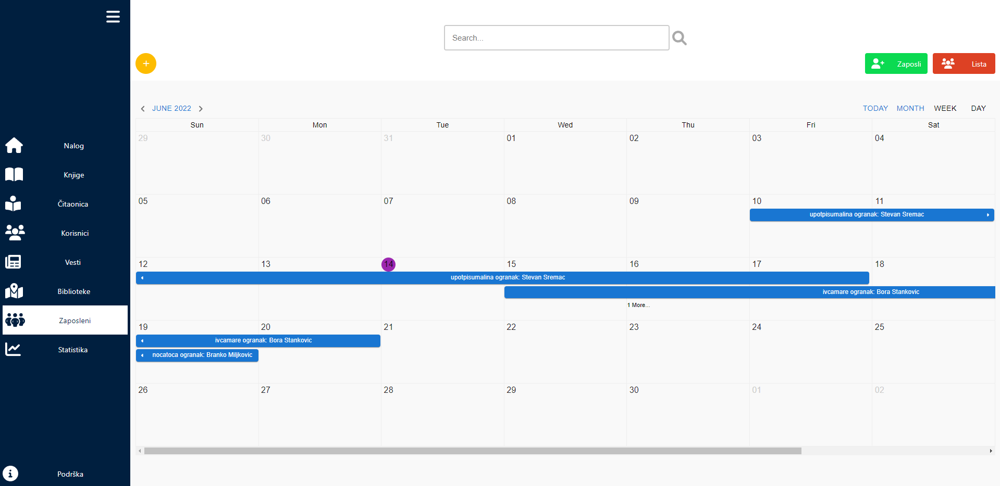 Search...
+
Zaposli
Lista
JUNE 2022
TODAY MONTH WEEK DAY
Sun Mon Tue Wed Thu Fri Sat
29 30 31 01 02 03 04
05 06 07 08 09 10 11
upotpisumalina ogranak: Stevan Sremac
12 13 14 15 16 17 18
upotpisumalina ogranak: Stevan Sremac
ivcamare ogranak: Bora Stankovic
1 More...
19 20 21 22 23 24 25
ivcamare ogranak: Bora Stankovic
nocatoca ogranak: Branko Miljkovic
26 27 28 29 30 01 02
Nalog
Knjige
Čitaonica
Korisnici
Vesti
Biblioteke
Zaposleni
Statistika
Podrška